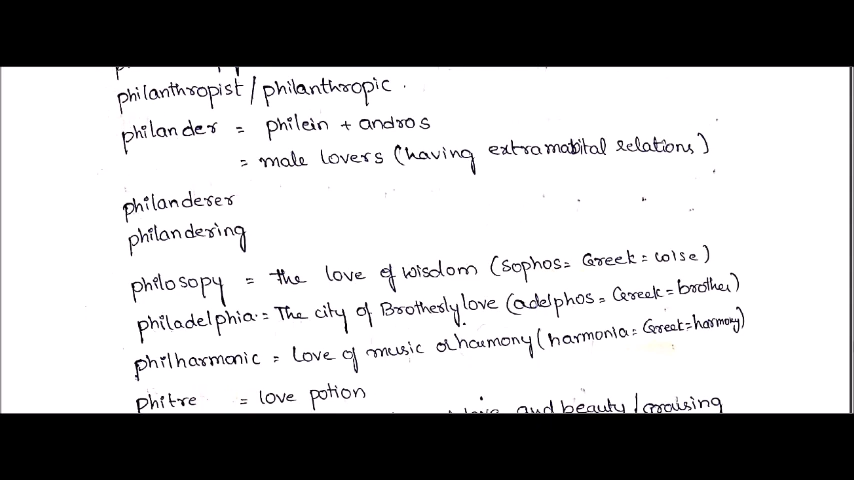 philanthropist / philanthropic .
philander = philein + andros
= male lovers (having extramarital relations)
philanderer
philandering
philosopy = the love of wisdom (sophos = Greek = wise)
philadelphia = The city of Brotherly love (adelphos = Greek = brother)
philharmonic = love of music or harmony (harmonia = Greek = harmony)
phitre = love potion
and beauty / praising